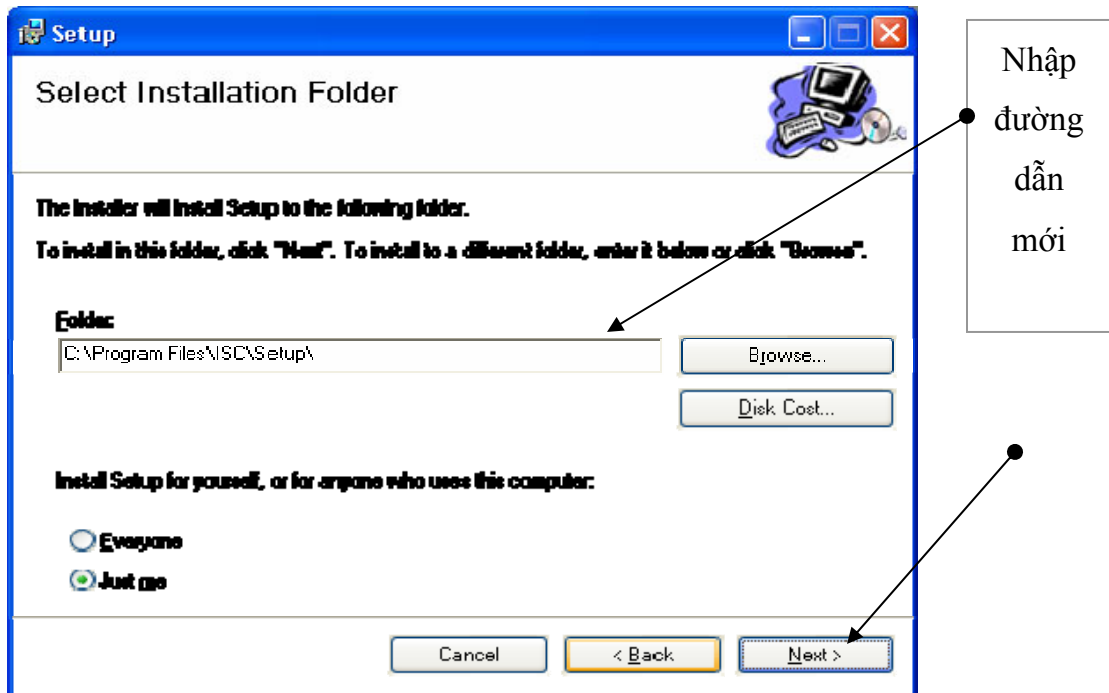 Setup
Select Installation Folder
The installer will install Setup to the following folder.
To install in this folder, click "Next". To install to a different folder, enter it below or click "Browse".
Folder:
C:\Program Files\ISC\Setup\
Browse...
Disk Cost...
Install Setup for yourself, or for anyone who uses this computer:
Everyone
Just me
Cancel
< Back
Next >
Nhập
đường
dẫn
mới